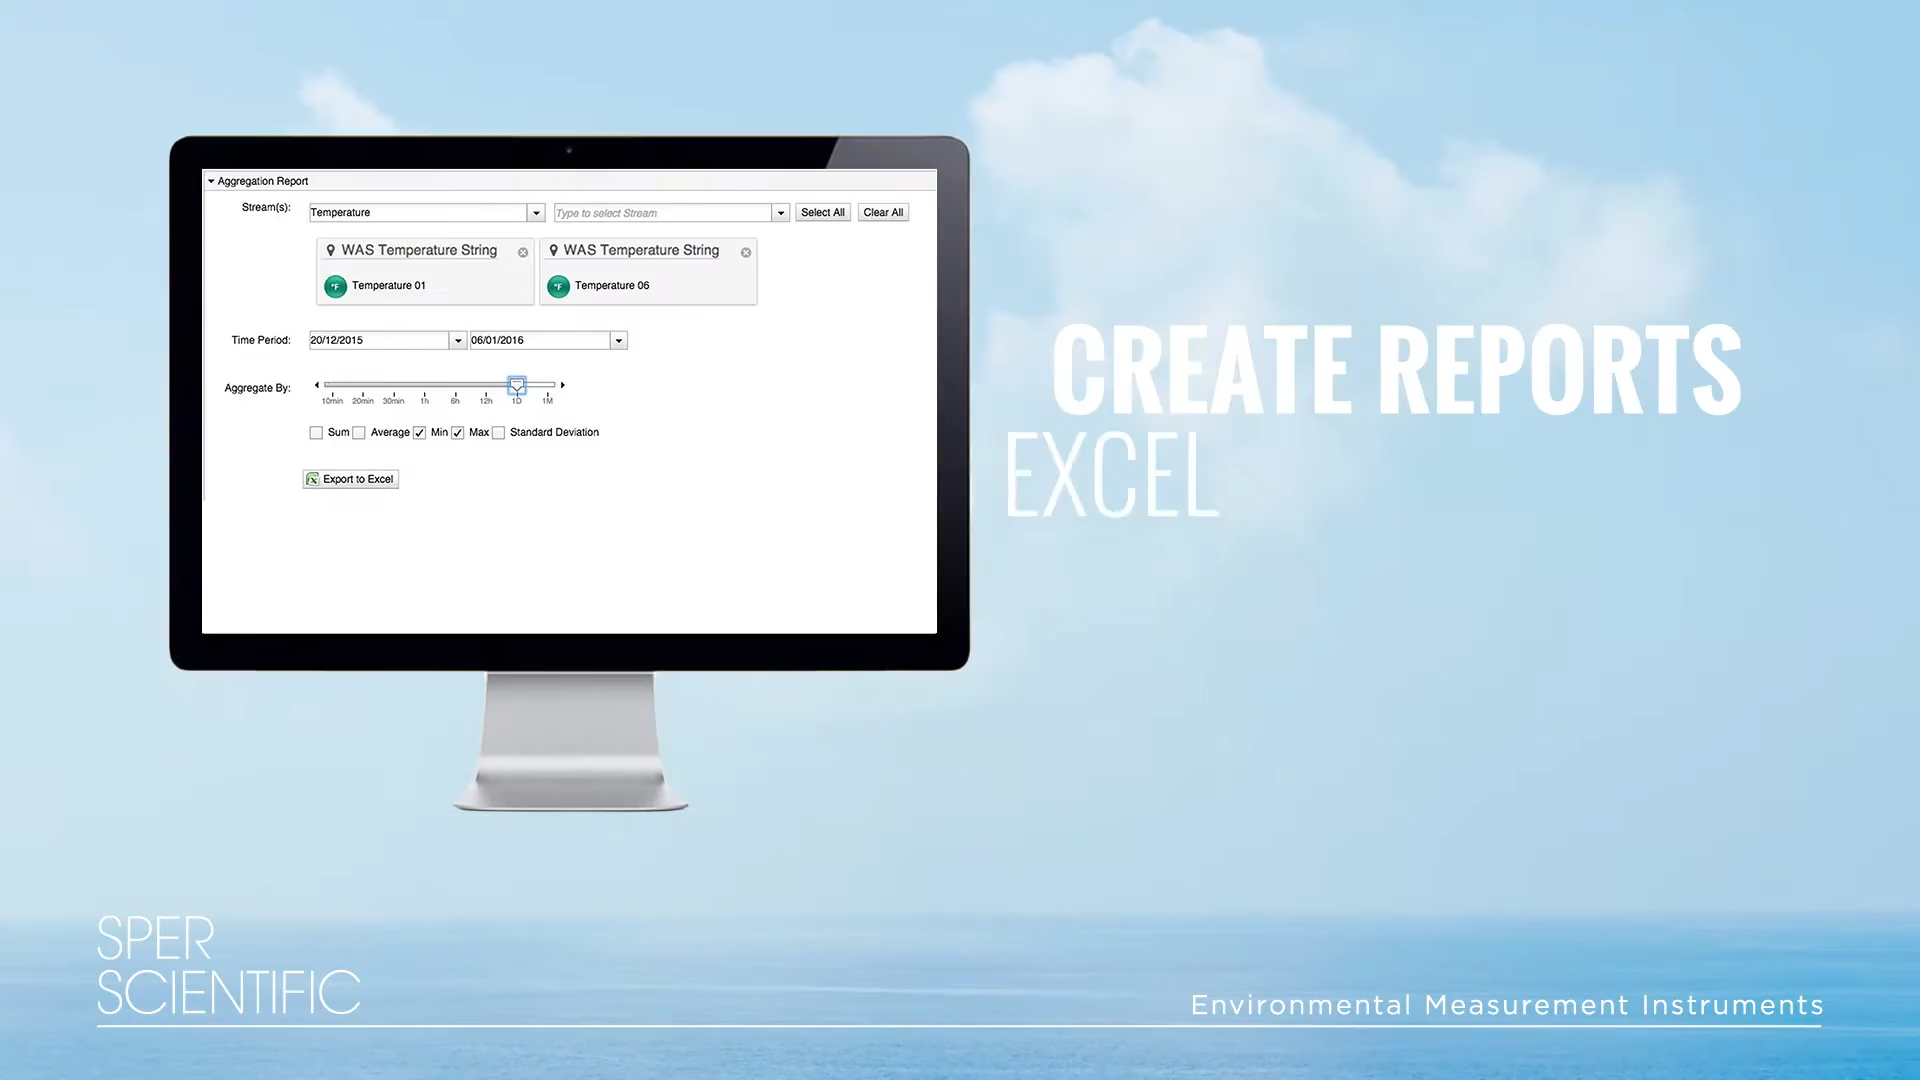 Aggregation Report
Stream(s): Temperature Type to select Stream Select All Clear All
WAS Temperature String WAS Temperature String
°F Temperature 01 °F Temperature 06
Time Period: 20/12/2015 06/01/2016
Aggregate By:
10min 20min 30min 1h 6h 12h 1D 1M
Sum Average Min Max Standard Deviation
Export to Excel
CREATE REPORTS
EXCEL
SPER
SCIENTIFIC
Environmental Measurement Instruments